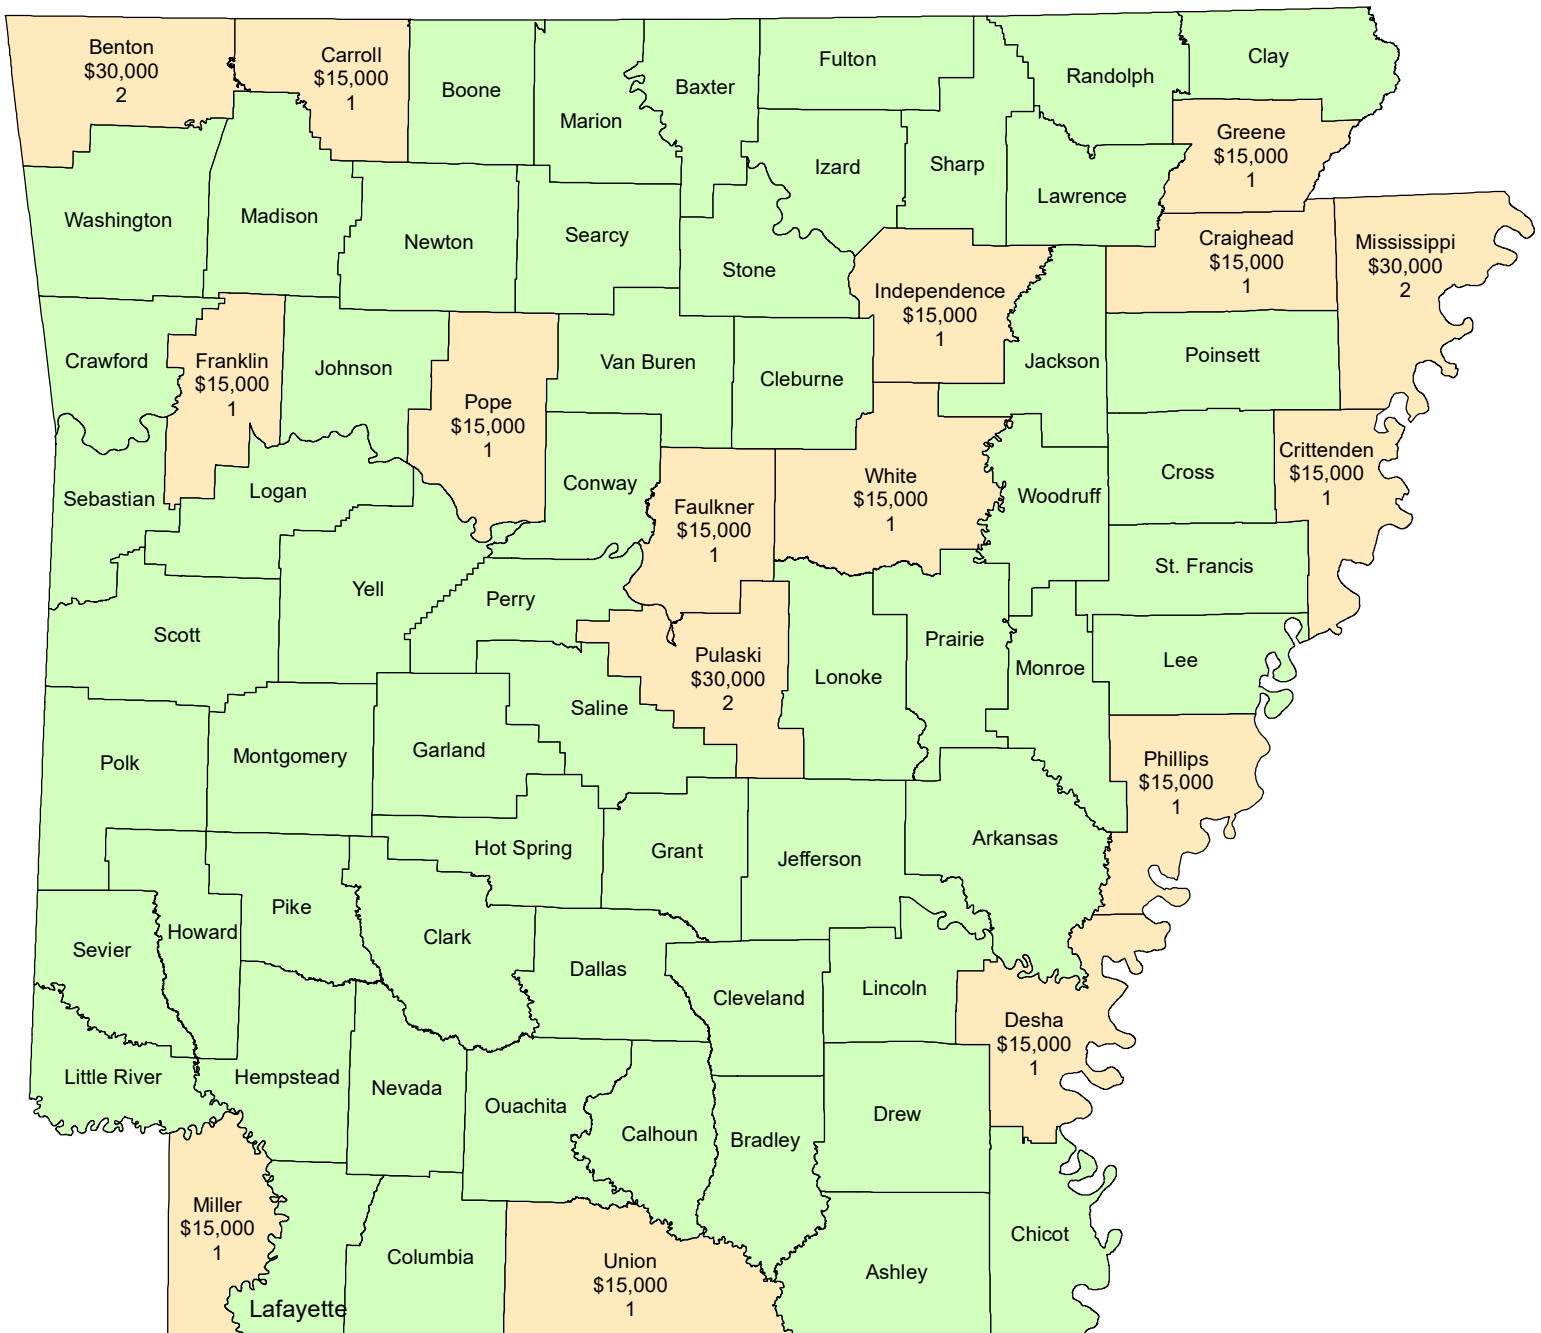 Benton
$30,000
2
Carroll
$15,000
1
Boone
Marion
Baxter
Fulton
Randolph
Clay
Greene
$15,000
1
Izard
Sharp
Lawrence
Washington
Madison
Newton
Searcy
Stone
Independence
$15,000
1
Craighead
$15,000
1
Mississippi
$30,000
2
Crawford
Franklin
$15,000
1
Johnson
Pope
$15,000
1
Van Buren
Cleburne
Jackson
Poinsett
Sebastian
Logan
Conway
Faulkner
$15,000
1
White
$15,000
1
Woodruff
Cross
Crittenden
$15,000
1
Scott
Yell
Perry
Pulaski
$30,000
2
Lonoke
Prairie
Monroe
St. Francis
Lee
Polk
Montgomery
Garland
Saline
Phillips
$15,000
1
Hot Spring
Grant
Jefferson
Arkansas
Sevier
Howard
Pike
Clark
Dallas
Cleveland
Lincoln
Desha
$15,000
1
Little River
Hempstead
Nevada
Ouachita
Calhoun
Bradley
Drew
Miller
$15,000
1
Lafayette
Columbia
Union
$15,000
1
Ashley
Chicot